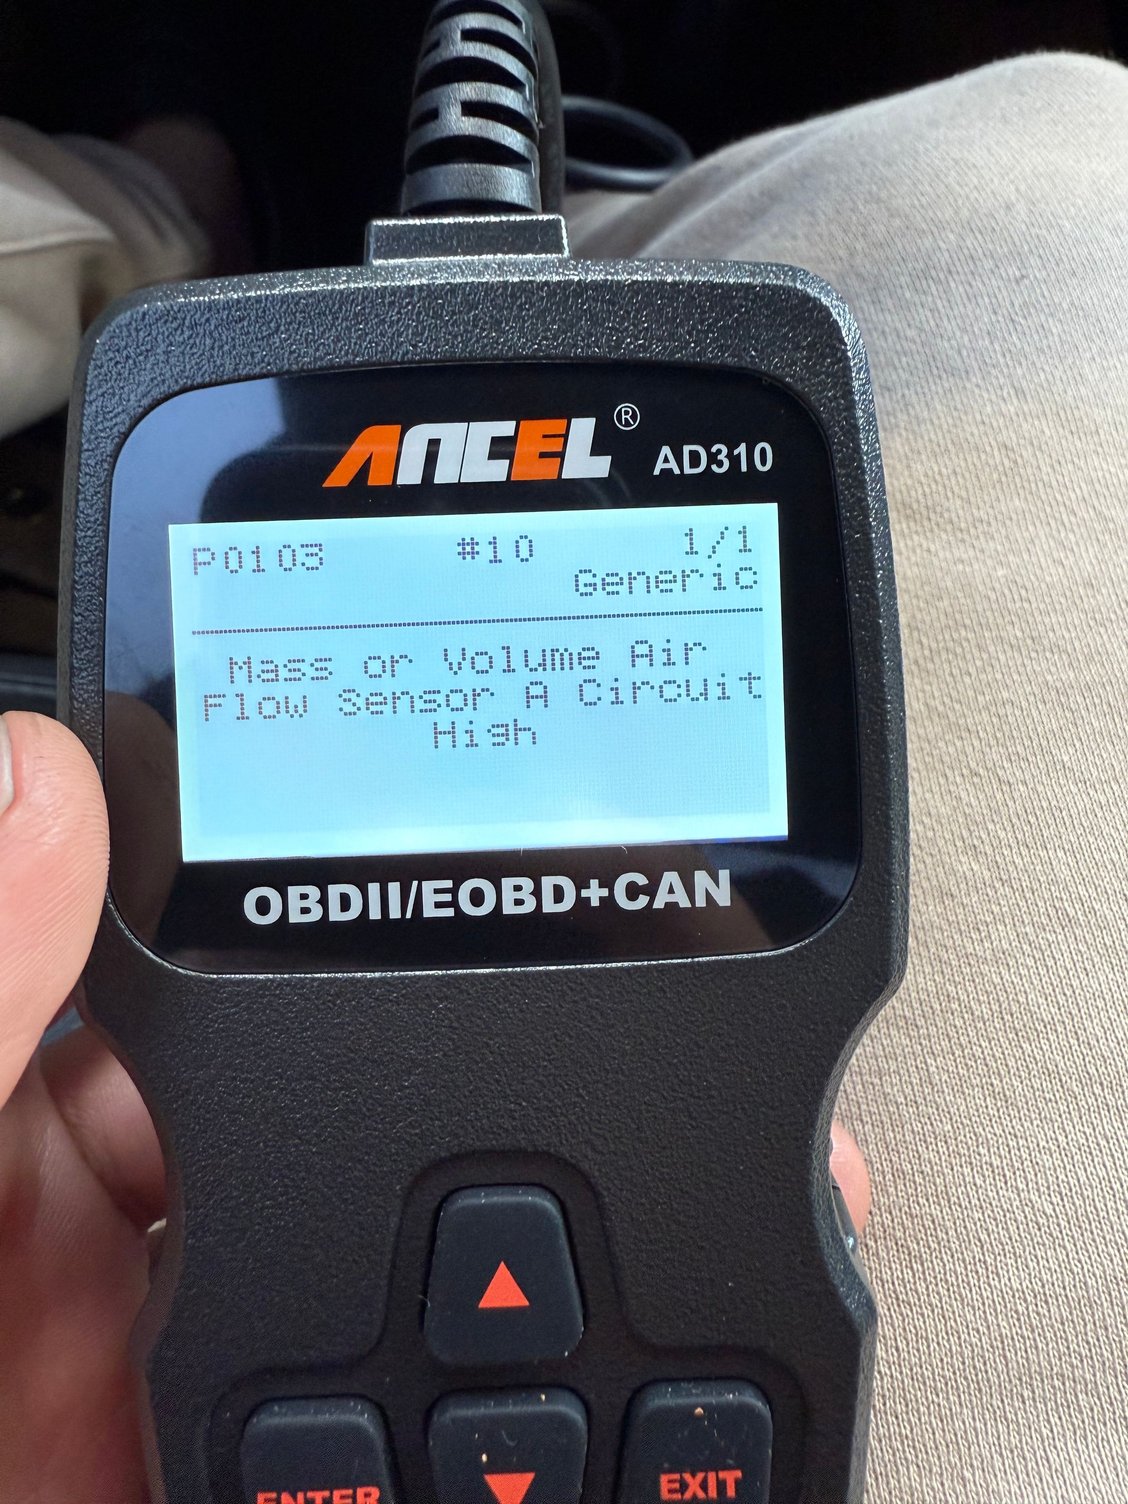 ANCEL® AD310
P0103 #10 1/1
Generic
Mass or Volume Air
Flow Sensor A Circuit
High
OBDII/EOBD+CAN
ENTER EXIT